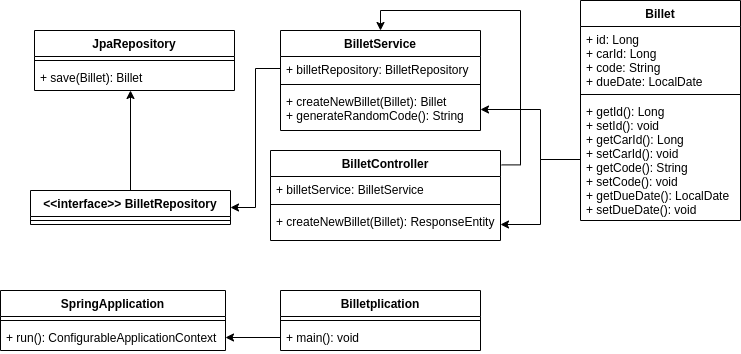 JpaRepository
+ save(Billet): Billet
BilletService
+ billetRepository: BilletRepository
+ createNewBillet(Billet): Billet
+ generateRandomCode(): String
Billet
+ id: Long
+ carId: Long
+ code: String
+ dueDate: LocalDate
+ getId(): Long
+ setId(): void
+ getCarId(): Long
+ setCarId(): void
+ getCode(): String
+ setCode(): void
+ getDueDate(): LocalDate
+ setDueDate(): void
<<interface>> BilletRepository
BilletController
+ billetService: BilletService
+ createNewBillet(Billet): ResponseEntity
SpringApplication
+ run(): ConfigurableApplicationContext
Billetplication
+ main(): void